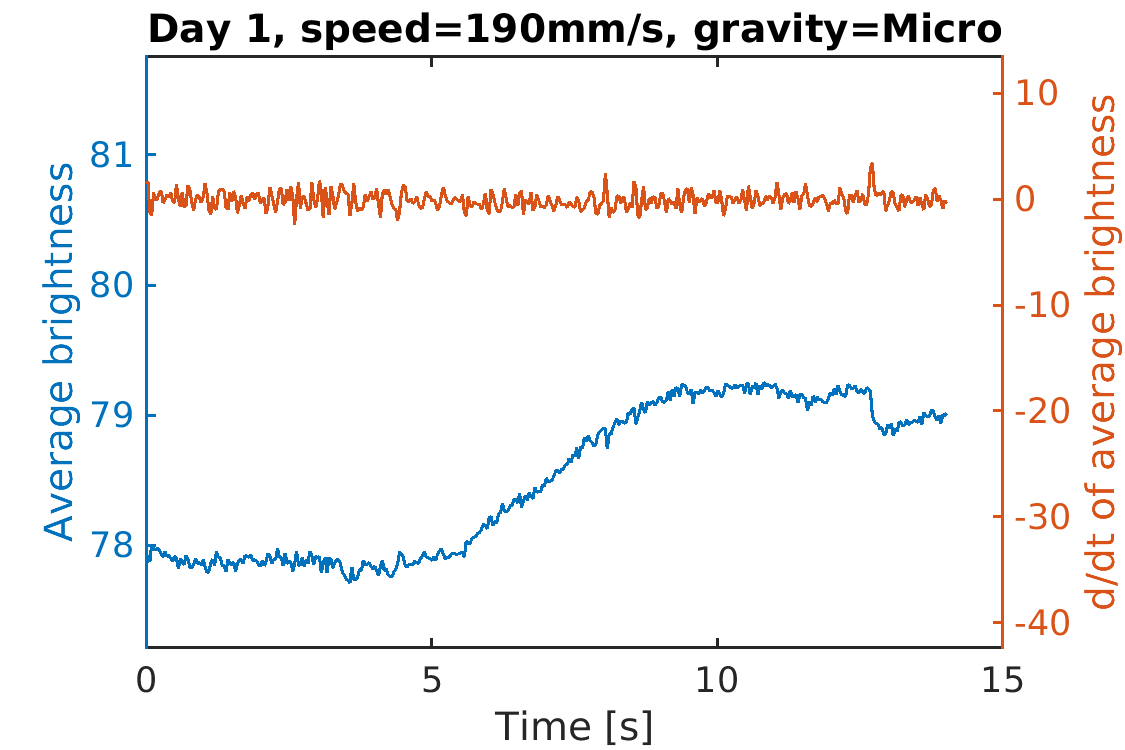 Day 1, speed=190mm/s, gravity=Micro
Average brightness
81
80
79
78
10
0
-10
-20
-30
-40
d/dt of average brightness
0 5 10 15
Time [s]